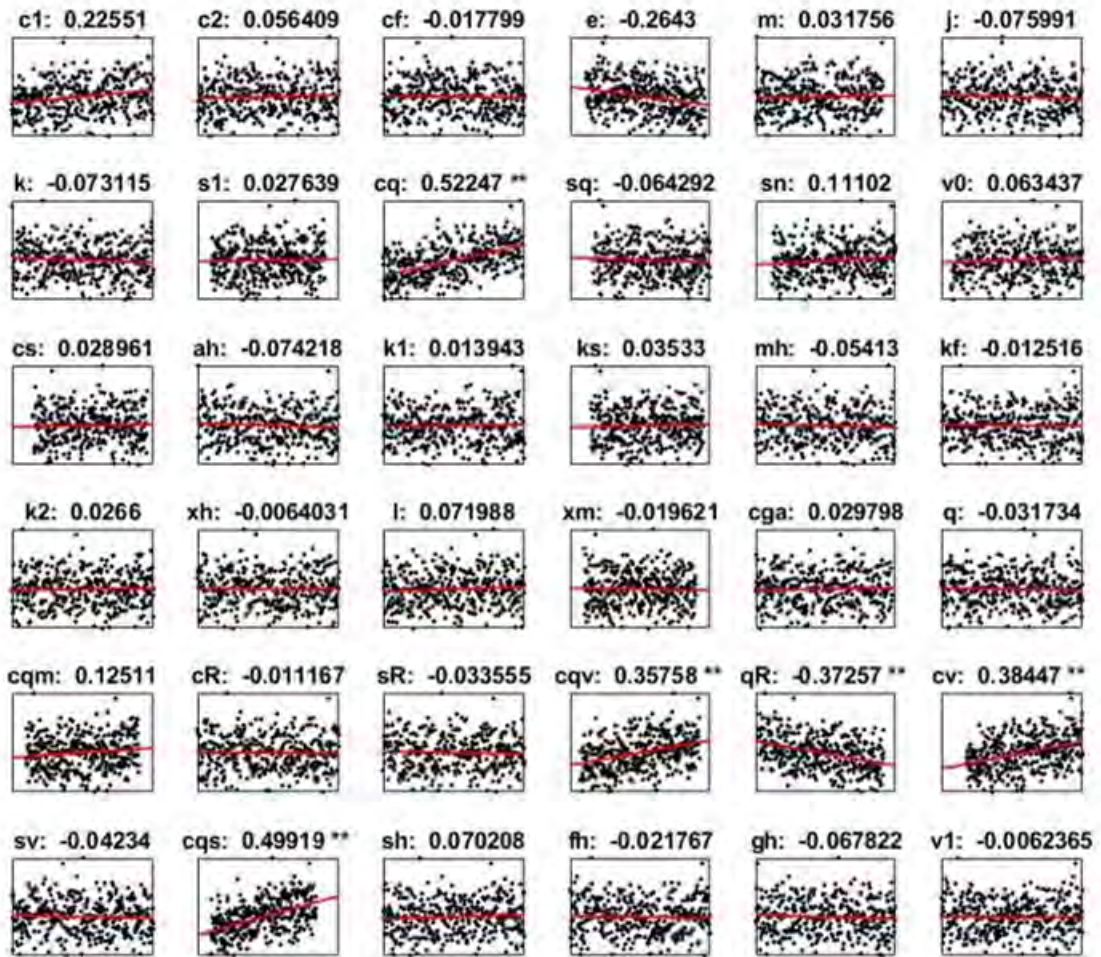 c1: 0.22551 c2: 0.056409 cf: -0.017799 e: -0.2643 m: 0.031756 j: -0.075991
k: -0.073115 s1: 0.027639 cq: 0.52247 ** sq: -0.064292 sn: 0.11102 v0: 0.063437
cs: 0.028961 ah: -0.074218 k1: 0.013943 ks: 0.03533 mh: -0.05413 kf: -0.012516
k2: 0.0266 xh: -0.0064031 l: 0.071988 xm: -0.019621 cga: 0.029798 q: -0.031734
cqm: 0.12511 cR: -0.011167 sR: -0.033555 cqv: 0.35758 ** qR: -0.37257 ** cv: 0.38447 **
sv: -0.04234 cqs: 0.49919 ** sh: 0.070208 fh: -0.021767 gh: -0.067822 v1: -0.0062365